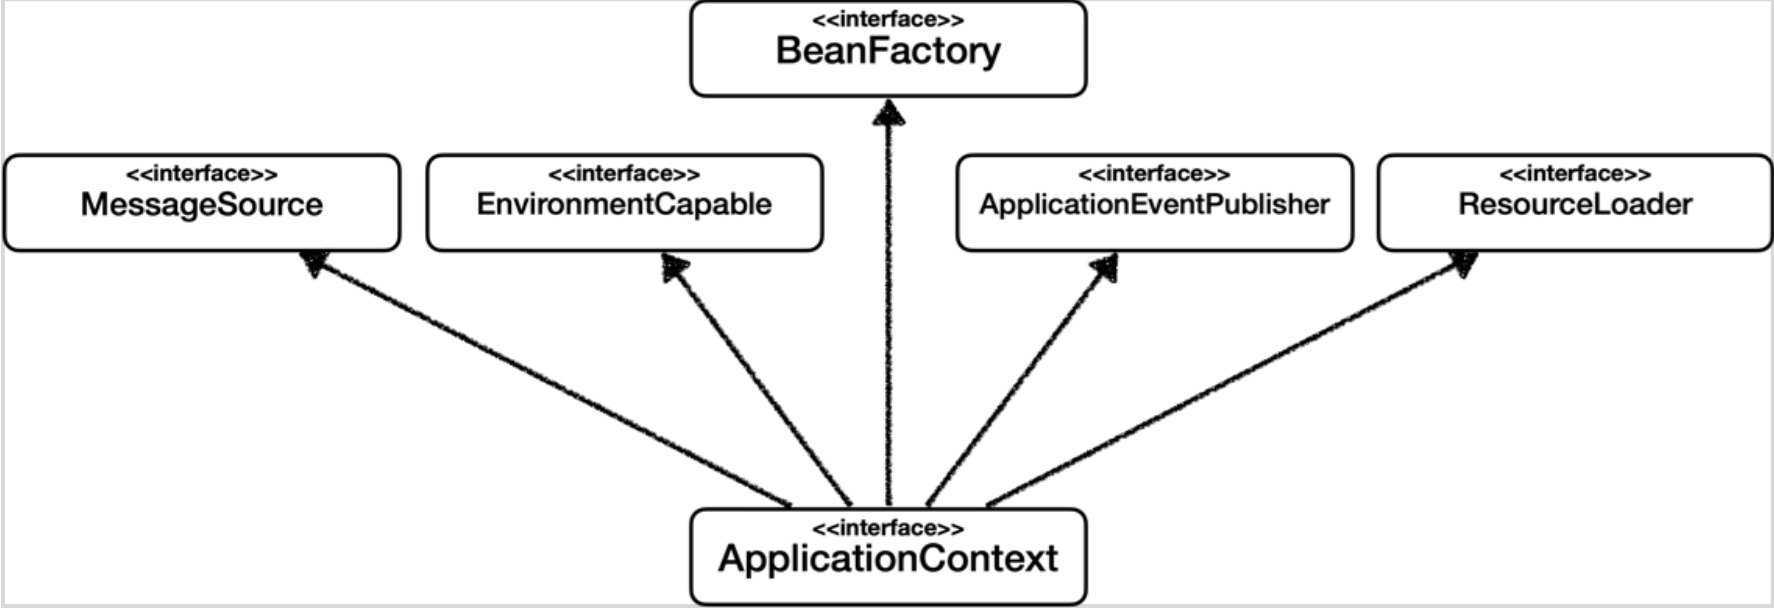 <<interface>>
BeanFactory
<<interface>>
MessageSource
<<interface>>
EnvironmentCapable
<<interface>>
ApplicationEventPublisher
<<interface>>
ResourceLoader
<<interface>>
ApplicationContext